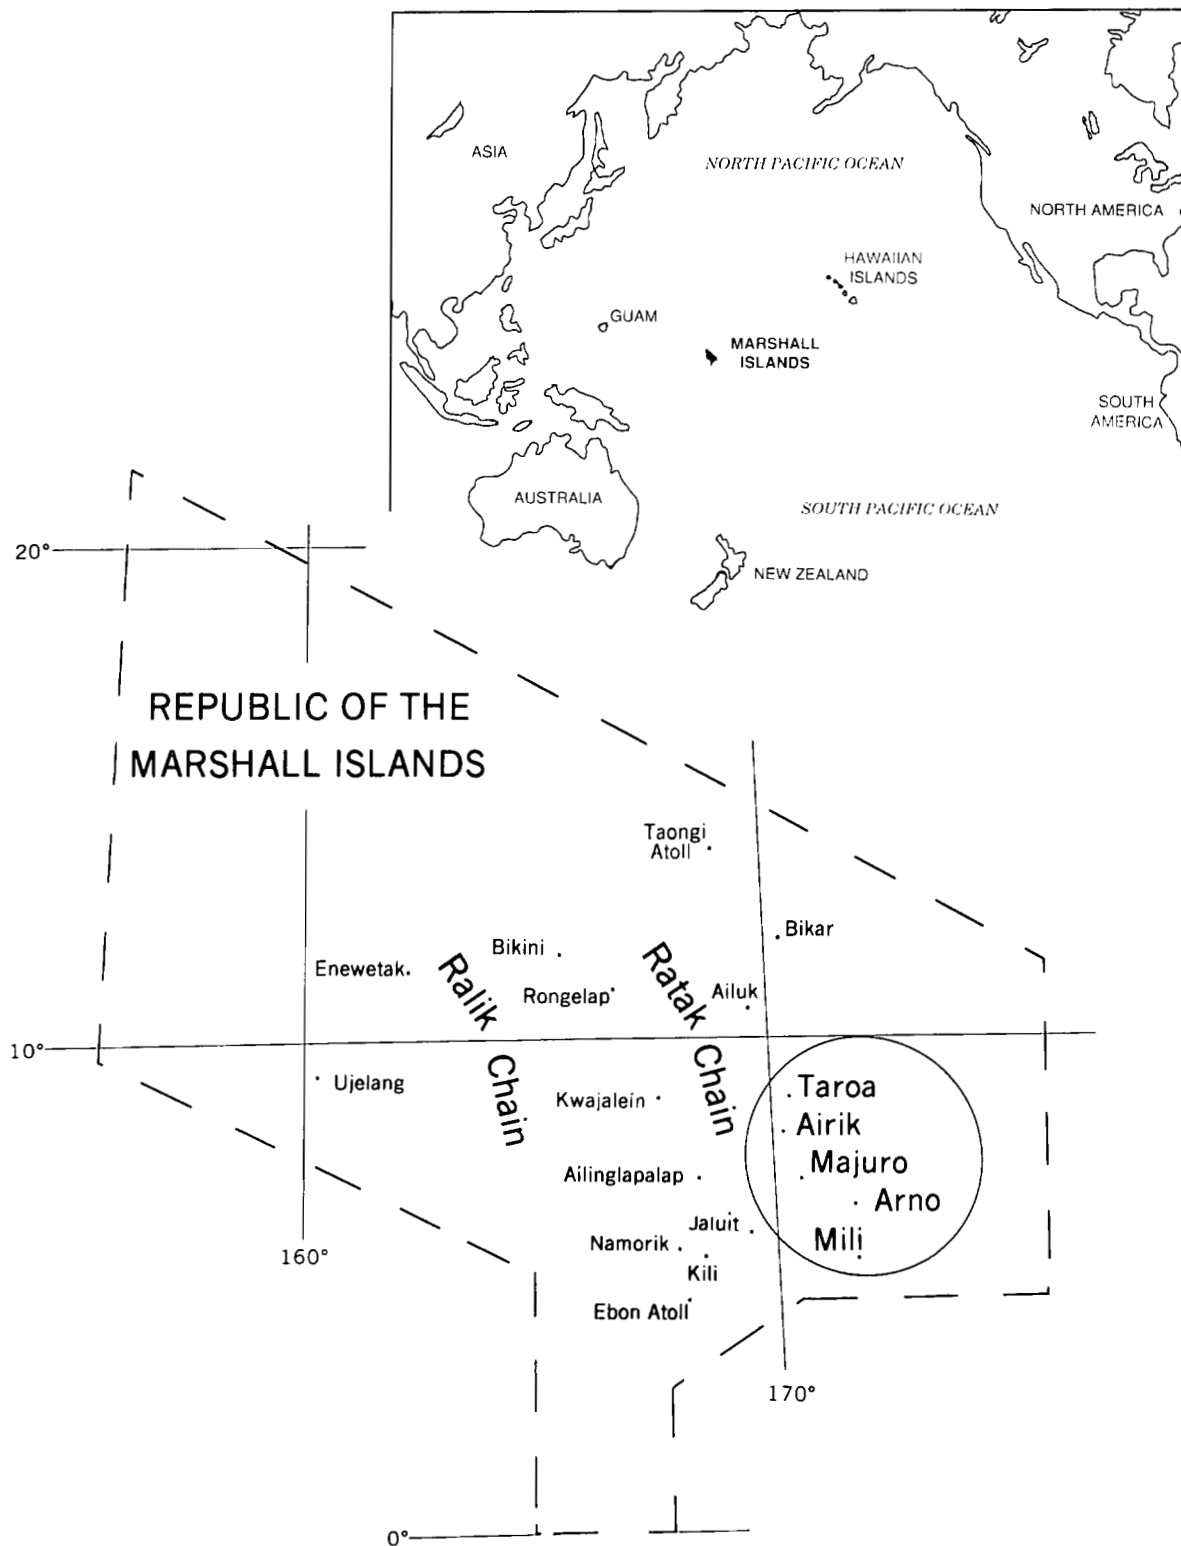 ASIA
NORTH PACIFIC OCEAN
NORTH AMERICA
HAWAIIAN
ISLANDS
GUAM
MARSHALL
ISLANDS
SOUTH
AMERICA
AUSTRALIA
SOUTH PACIFIC OCEAN
NEW ZEALAND
20°
REPUBLIC OF THE
MARSHALL ISLANDS
Taongi
Atoll
Bikar
Bikini
Enewetak
Ralik
Chain
Ratak
Chain
Rongelap
Ailuk
10°
Ujelang
Kwajalein
Taroa
Airik
Majuro
Ailinglapalap
Arno
Jaluit
Mili
Namorik
160°
Kili
Ebon Atoll
170°
0°